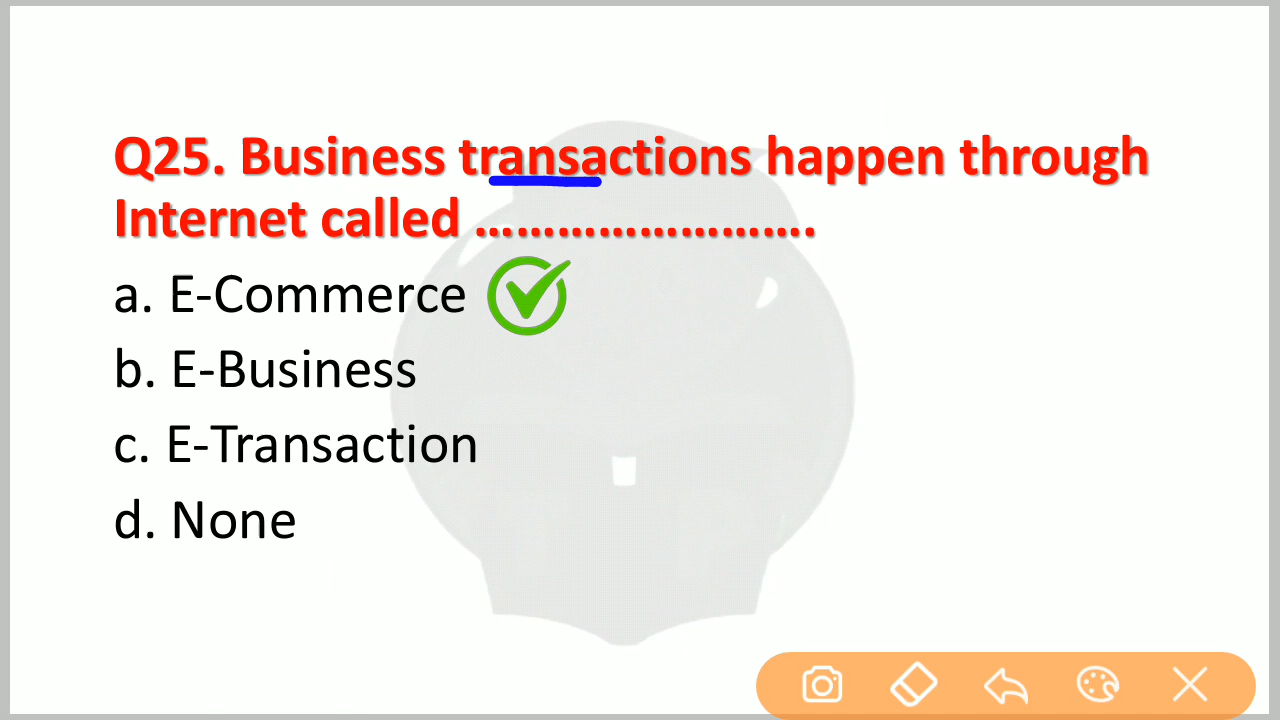 Q25. Business transactions happen through
Internet called …………………….
a. E-Commerce
b. E-Business
c. E-Transaction
d. None